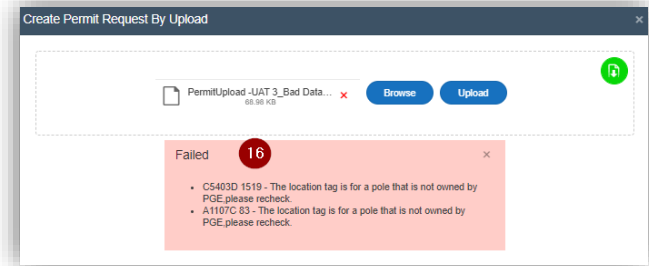 Create Permit Request By Upload ×
PermitUpload -UAT 3_Bad Data... × Browse Upload
68.98 KB
Failed 16 ×
• C5403D 1519 - The location tag is for a pole that is not owned by
PGE,please recheck.
• A1107C 83 - The location tag is for a pole that is not owned by
PGE,please recheck.